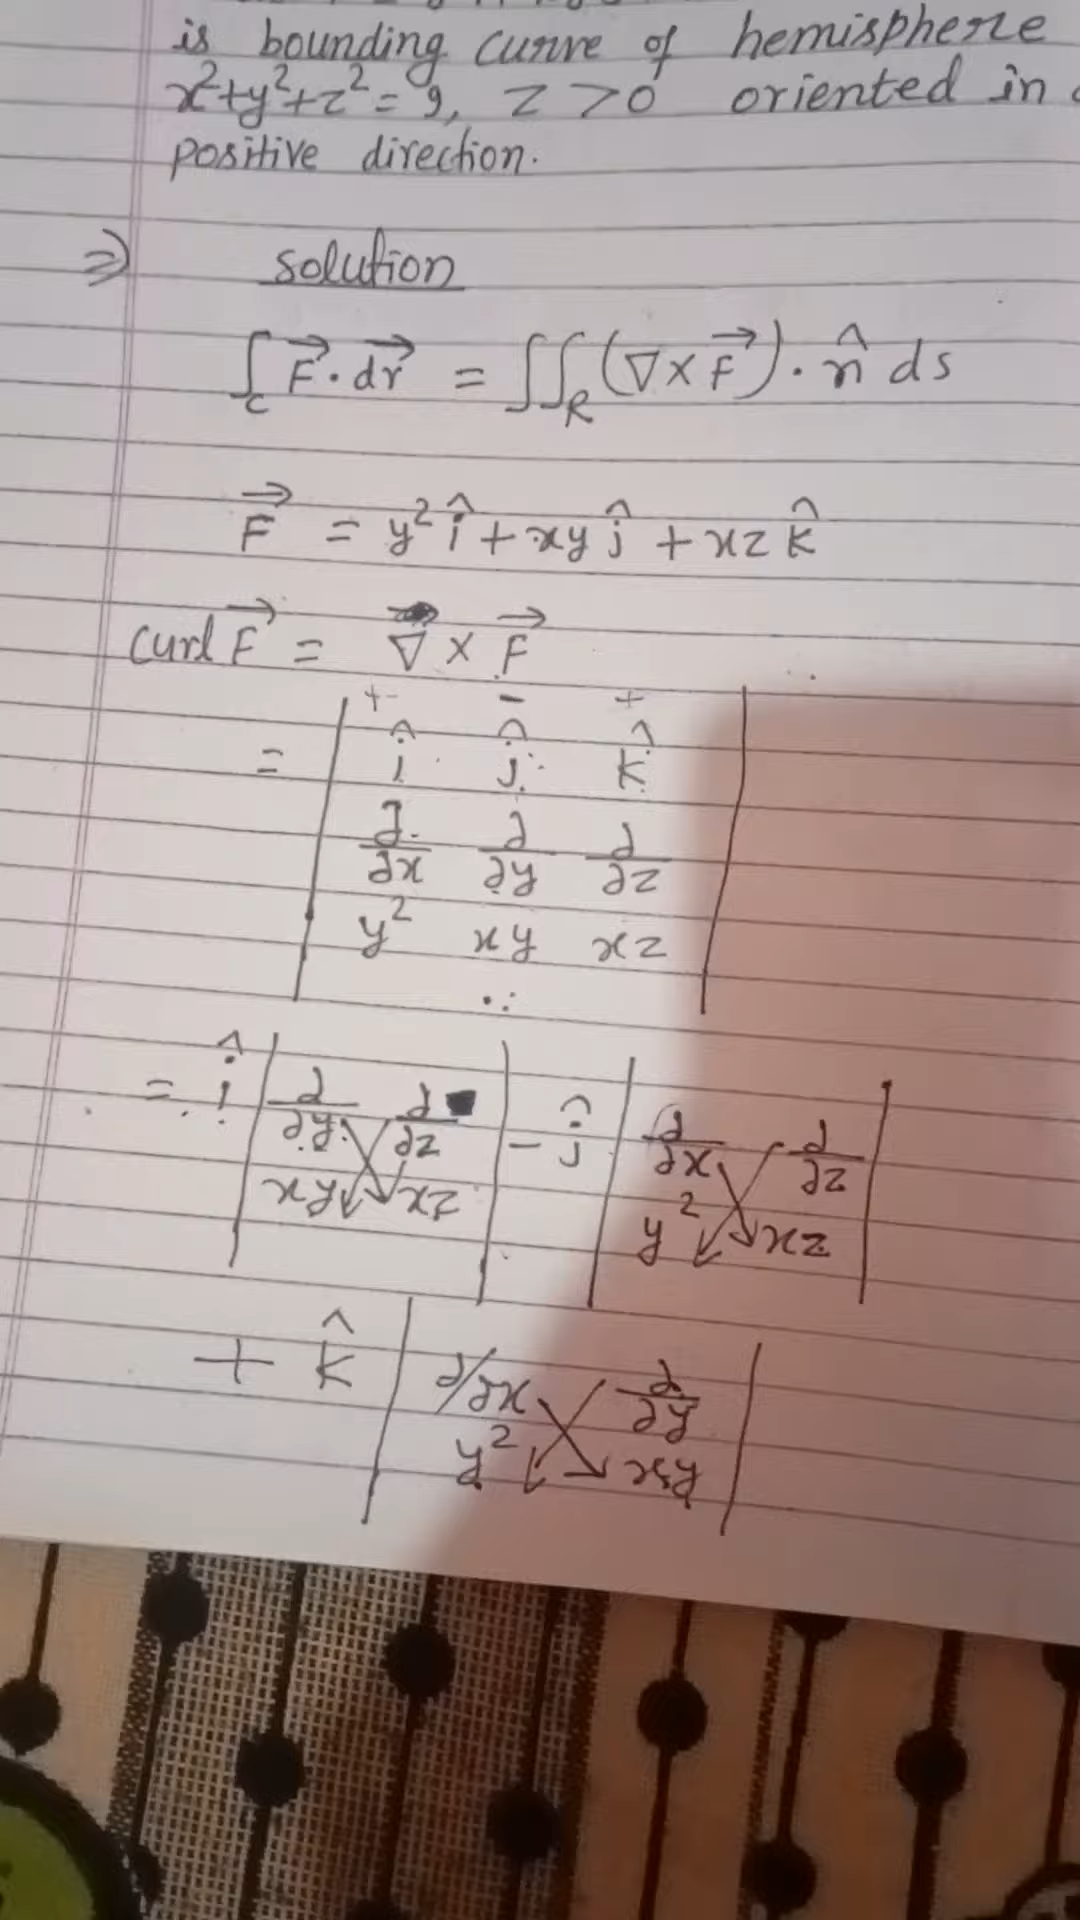 is bounding curve of hemisphere
x²+y²+z² = 9, z >0 oriented in
positive direction.
⇒ solution
∫_C F⃗ · dr⃗ = ∬_R (∇ × F⃗) · n̂ ds
F⃗ = y² î + xy ĵ + xz k̂
Curl F⃗ = ∇ × F⃗
+ - +
= | î ĵ k̂ |
| ∂/∂x ∂/∂y ∂/∂z |
| y² xy xz |
= î | ∂/∂y ∂/∂z | - ĵ | ∂/∂x ∂/∂z |
| xy xz | | y² xz |
+ k̂ | ∂/∂x ∂/∂y |
| y² xy |